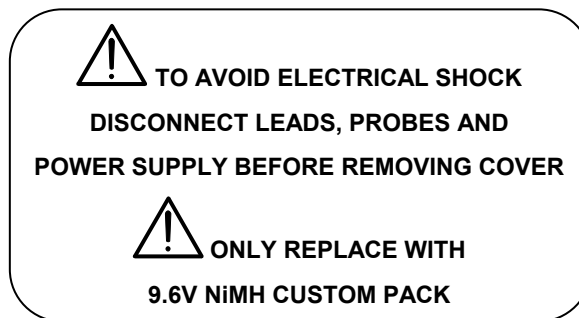 TO AVOID ELECTRICAL SHOCK
DISCONNECT LEADS, PROBES AND
POWER SUPPLY BEFORE REMOVING COVER
ONLY REPLACE WITH
9.6V NiMH CUSTOM PACK